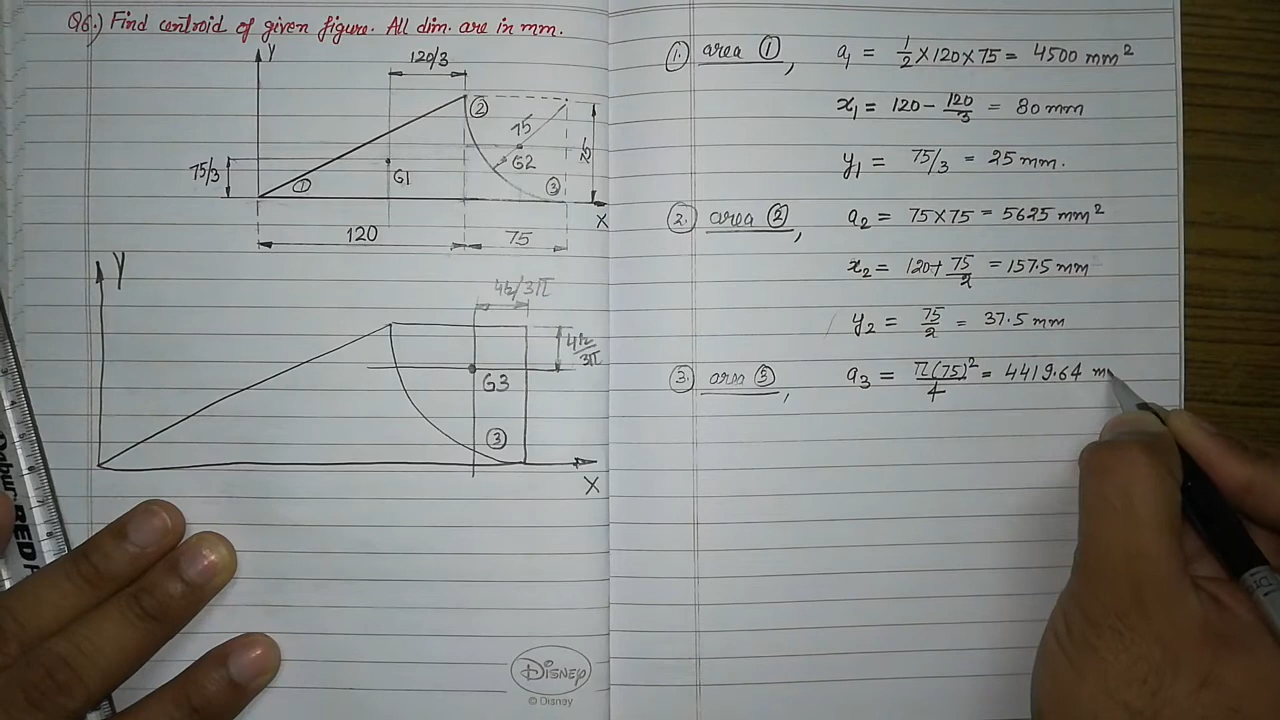 Q6.) Find centroid of given figure. All dim. are in mm.
Y
120/3
②
75
75
G2
75/3
G1
①
③
X
120
75
Y
4r/3π
4r/3π
G3
③
X
①. area ①, a1 = 1/2 × 120 × 75 = 4500 mm²
x1 = 120 - 120/3 = 80 mm
y1 = 75/3 = 25 mm.
②. area ②, a2 = 75 × 75 = 5625 mm²
x2 = 120 + 75/2 = 157.5 mm
y2 = 75/2 = 37.5 mm
③. area ③, a3 = π(75)²/4 = 4419.64 m
Disney
© Disney